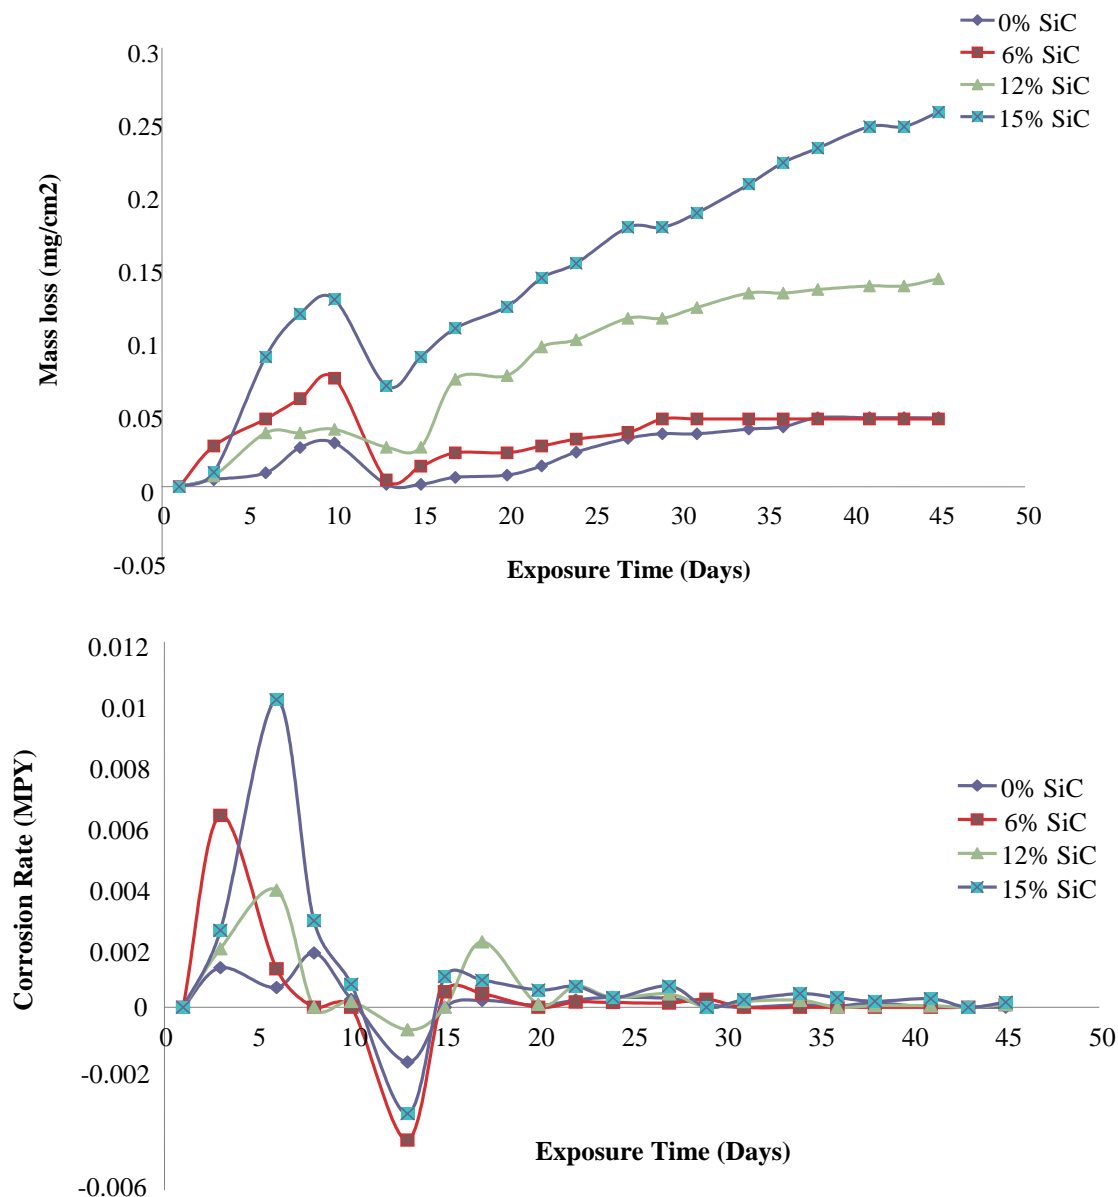 0% SiC
6% SiC
12% SiC
15% SiC
0.3
0.25
0.2
0.15
0.1
0.05
0
-0.05
Mass loss (mg/cm2)
0 5 10 15 20 25 30 35 40 45 50
Exposure Time (Days)
0.012
0.01
0.008
0.006
0.004
0.002
0
-0.002
-0.006
Corrosion Rate (MPY)
0% SiC
6% SiC
12% SiC
15% SiC
0 5 10 15 20 25 30 35 40 45 50
Exposure Time (Days)